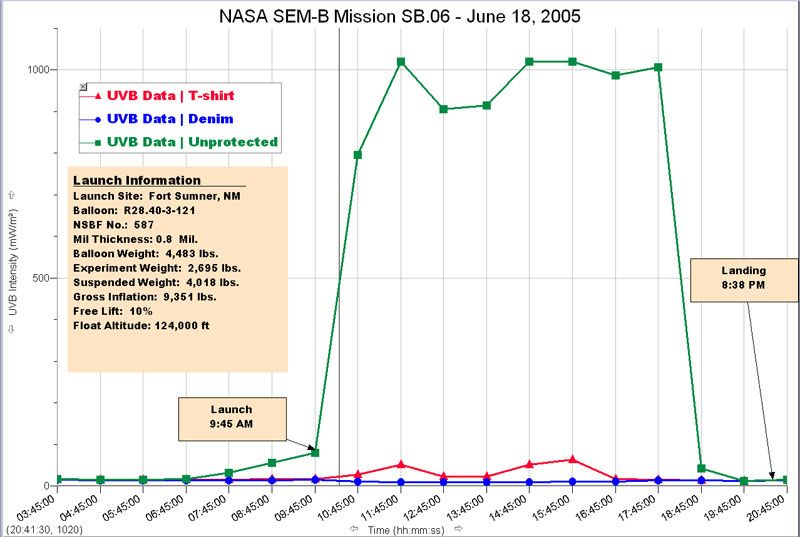 NASA SEM-B Mission SB.06 - June 18, 2005
1000
UVB Data | T-shirt
UVB Data | Denim
UVB Data | Unprotected
Launch Information
Launch Site: Fort Sumner, NM
Balloon: R28.40-3-121
NSBF No.: 587
Mil Thickness: 0.8 Mil.
Balloon Weight: 4,483 lbs.
Experiment Weight: 2,695 lbs.
Suspended Weight: 4,018 lbs.
Gross Inflation: 9,351 lbs.
Free Lift: 10%
Float Altitude: 124,000 ft
UVB Intensity (mW/m²)
500
Landing
8:38 PM
Launch
9:45 AM
0
03:45:00 04:45:00 05:45:00 06:45:00 07:45:00 08:45:00 09:45:00 10:45:00 11:45:00 12:45:00 13:45:00 14:45:00 15:45:00 16:45:00 17:45:00 18:45:00 19:45:00 20:45:00
(20:41:30, 1020)
Time (hh:mm:ss)